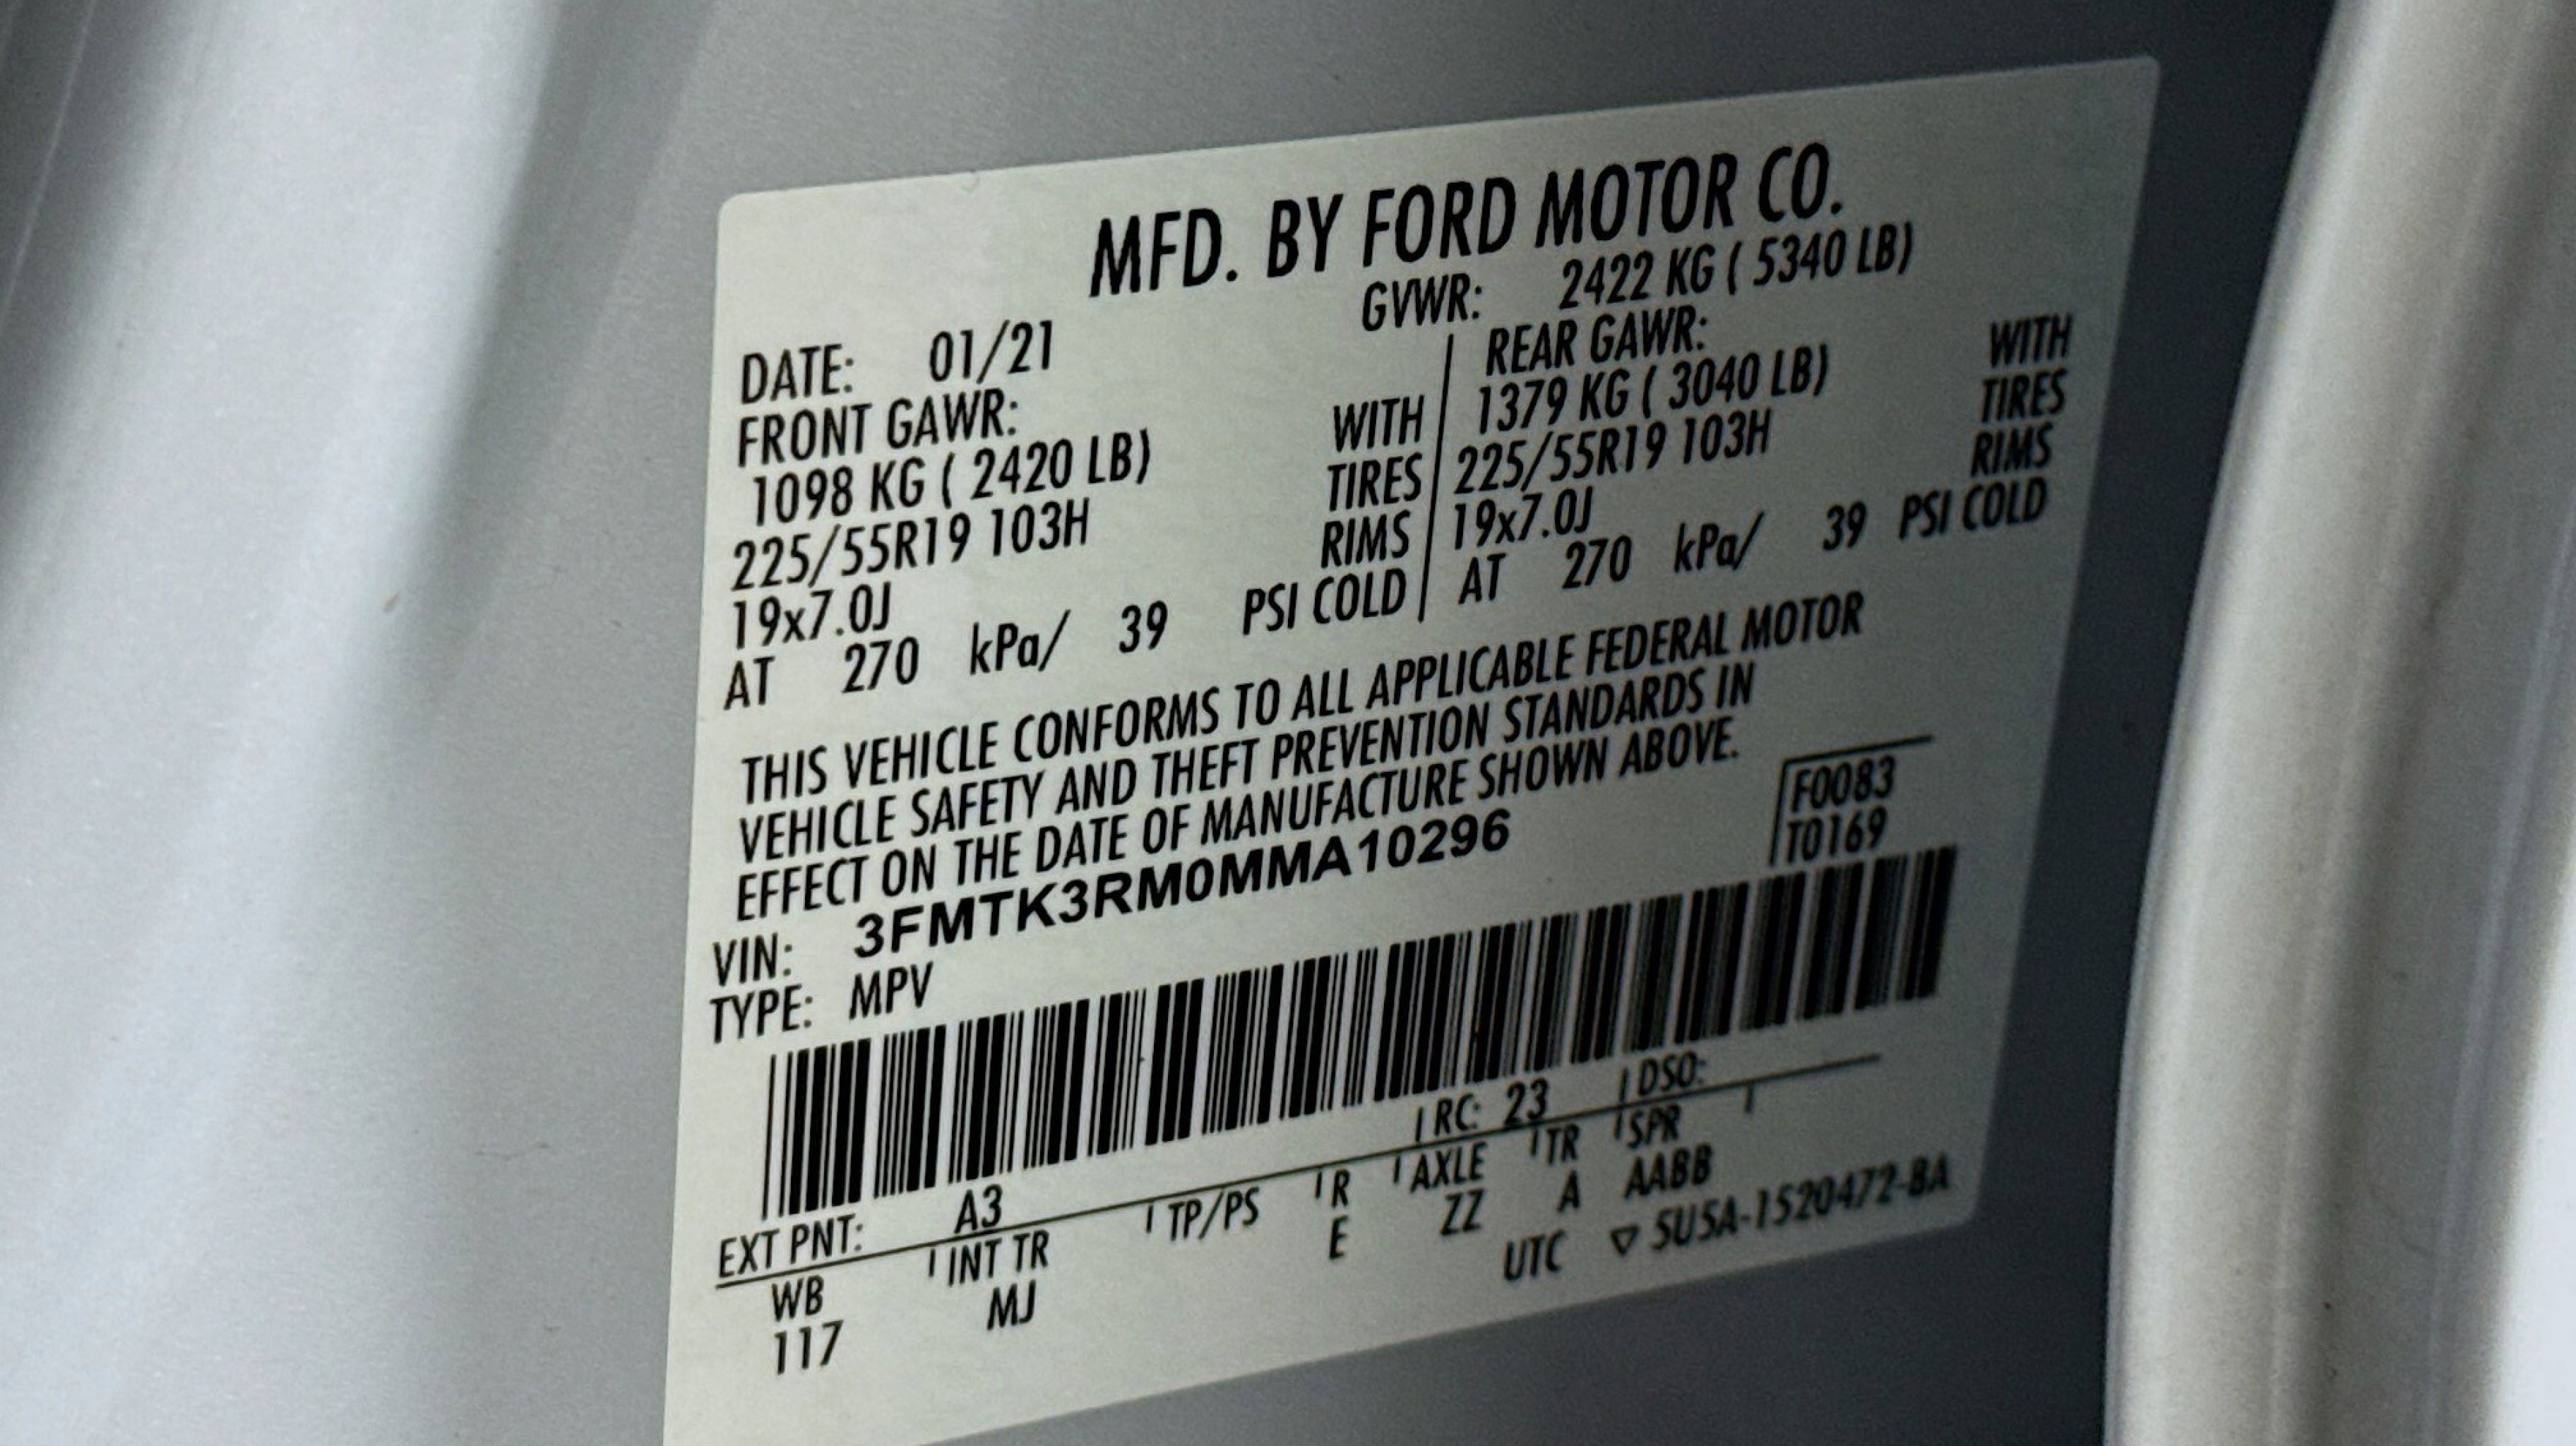 MFD. BY FORD MOTOR CO.
DATE: 01/21 GVWR: 2422 KG ( 5340 LB)
FRONT GAWR: REAR GAWR:
1098 KG ( 2420 LB) WITH 1379 KG ( 3040 LB) WITH
225/55R19 103H TIRES 225/55R19 103H TIRES
19x7.0J RIMS 19x7.0J RIMS
AT 270 kPa/ 39 PSI COLD AT 270 kPa/ 39 PSI COLD
THIS VEHICLE CONFORMS TO ALL APPLICABLE FEDERAL MOTOR
VEHICLE SAFETY AND THEFT PREVENTION STANDARDS IN
EFFECT ON THE DATE OF MANUFACTURE SHOWN ABOVE.
F0083
VIN: 3FMTK3RM0MMA10296 T0169
TYPE: MPV
EXT PNT: A3 RC: 23 DSO:
WB INT TR TP/PS R AXLE TR SPR
117 MJ E ZZ A AABB
UTC ▽ SU5A-1520472-BA